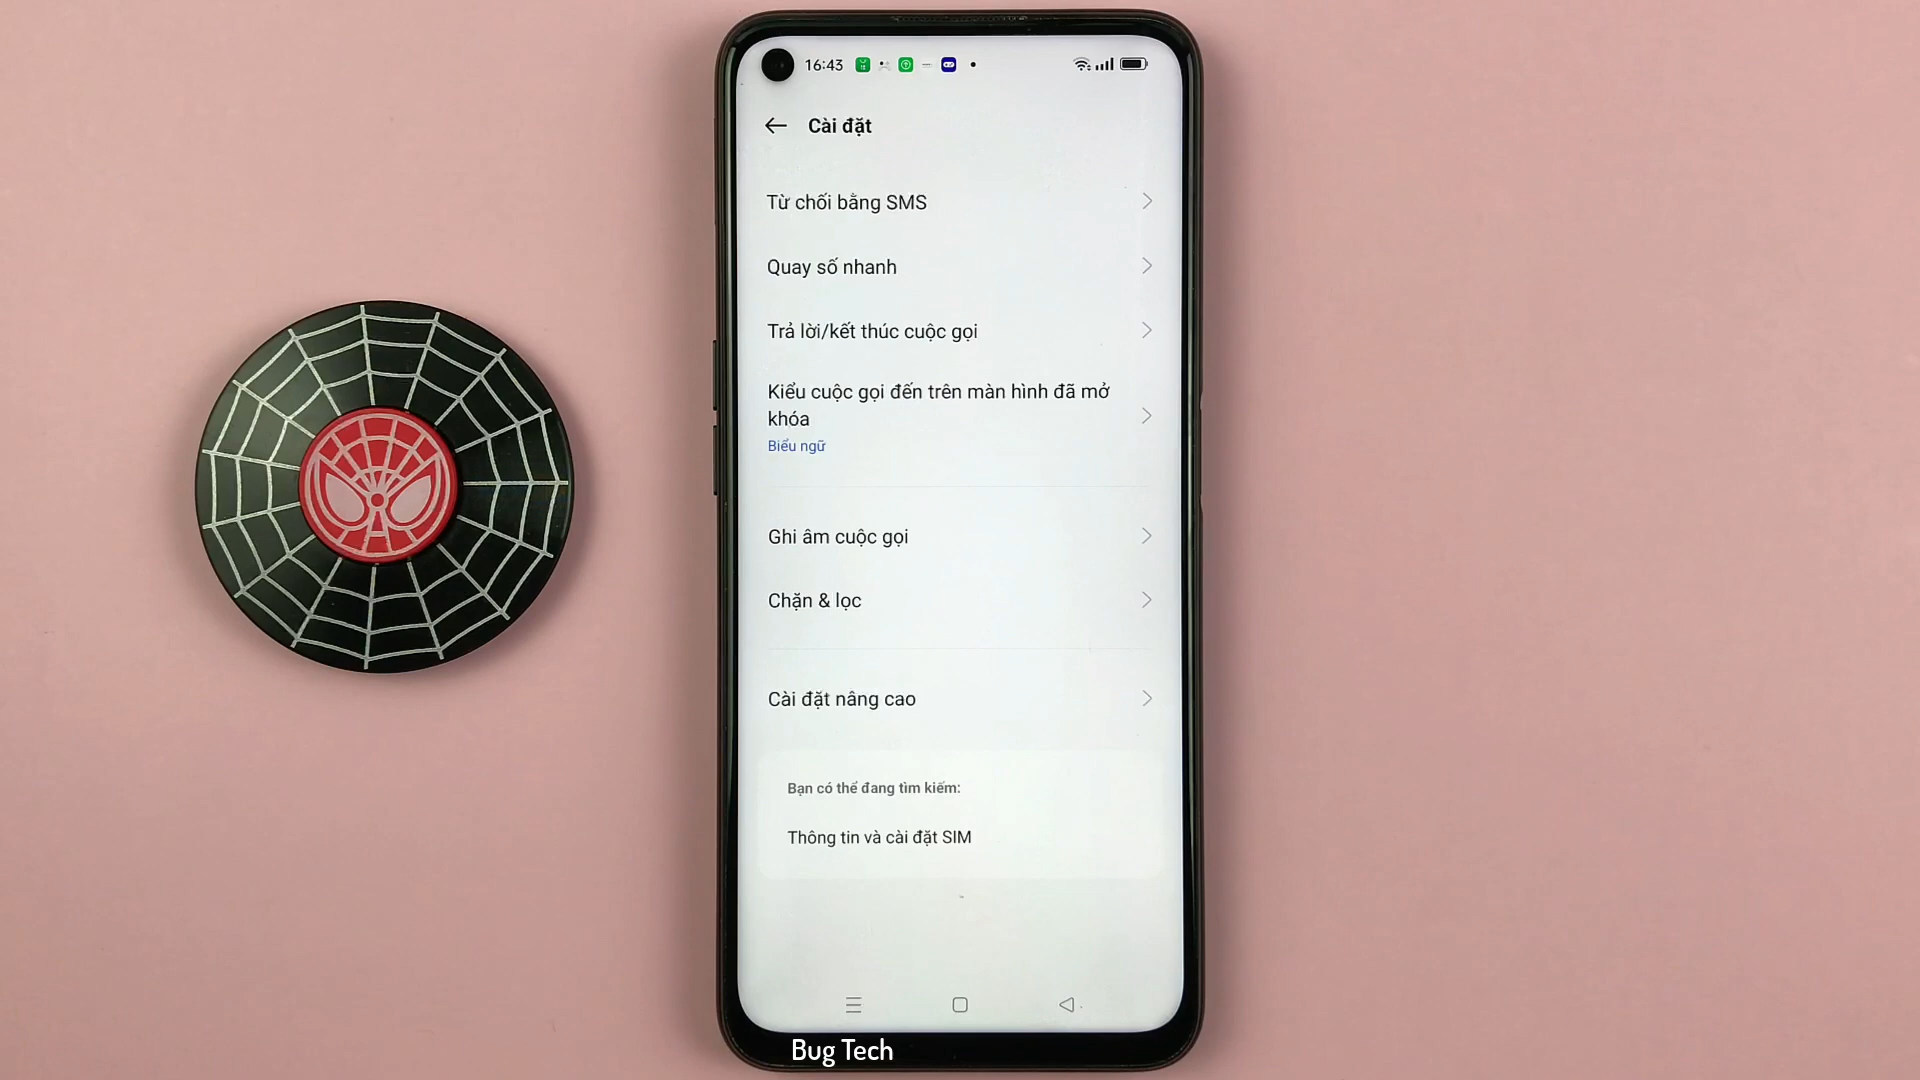 16:43
Cài đặt
Từ chối bằng SMS
Quay số nhanh
Trả lời/kết thúc cuộc gọi
Kiểu cuộc gọi đến trên màn hình đã mở
khóa
Biểu ngữ
Ghi âm cuộc gọi
Chặn & lọc
Cài đặt nâng cao
Bạn có thể đang tìm kiếm:
Thông tin và cài đặt SIM
Bug Tech